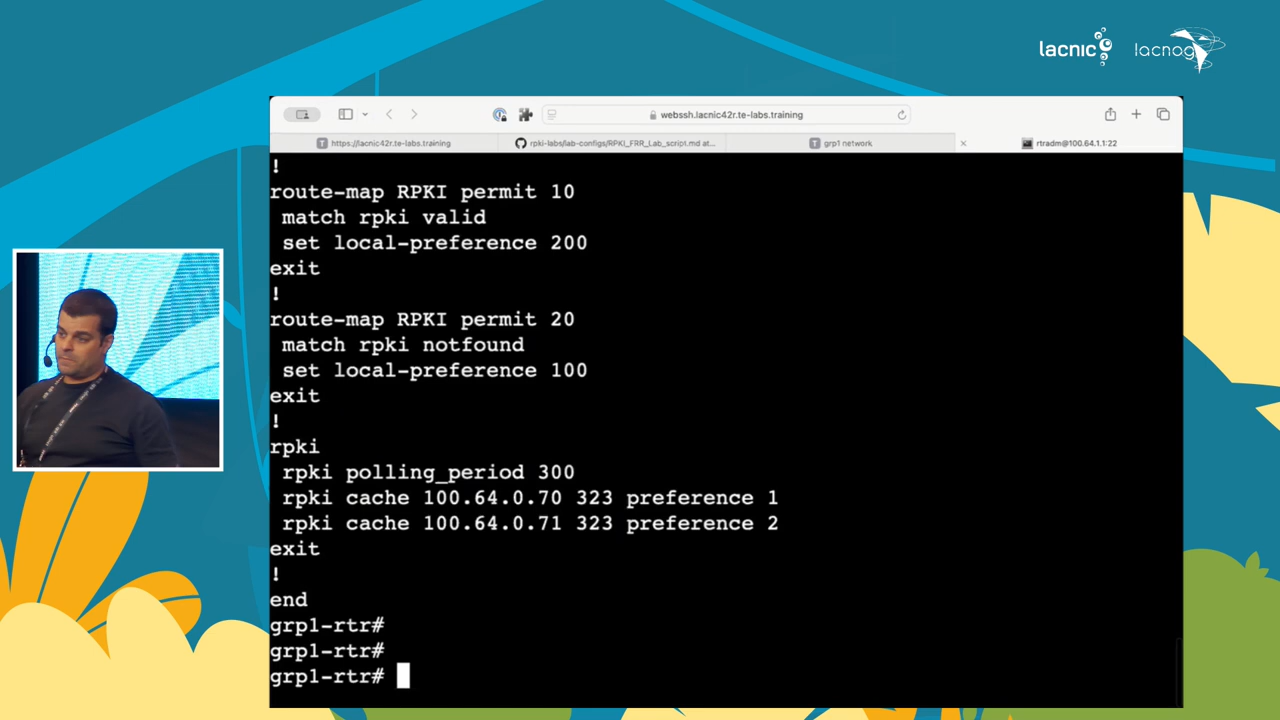 lacnic
lacnog
webssh.lacnic42r.te-labs.training
https://lacnic42r.te-labs.training
rpki-labs/lab-configs/RPKI_FRR_Lab_script.md at...
grp1 network
rtradm@100.64.1.1:22
!
route-map RPKI permit 10
match rpki valid
set local-preference 200
exit
!
route-map RPKI permit 20
match rpki notfound
set local-preference 100
exit
!
rpki
rpki polling_period 300
rpki cache 100.64.0.70 323 preference 1
rpki cache 100.64.0.71 323 preference 2
exit
!
end
grp1-rtr#
grp1-rtr#
grp1-rtr#